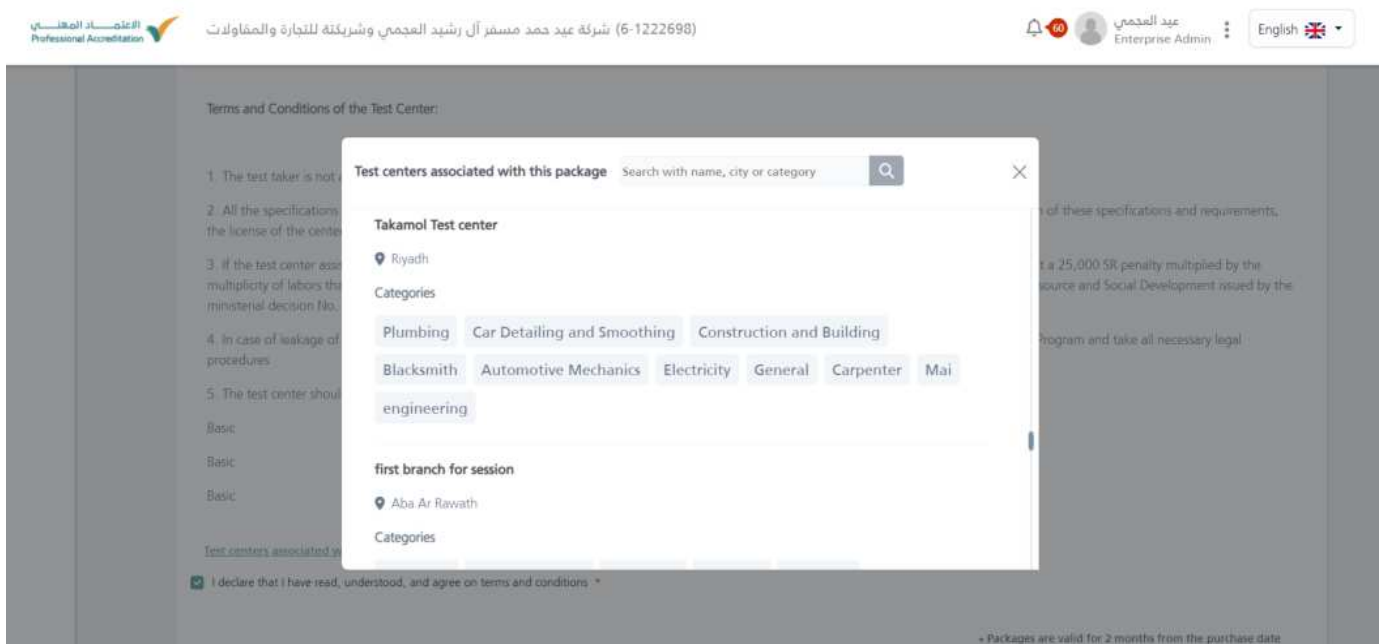 الاعتماد المهني
Professional Accreditation
شركة عيد حمد مسفر آل رشيد العجمي وشريكته للتجارة والمقاولات (6-1222698)
60
عيد العجمي
Enterprise Admin
English
Terms and Conditions of the Test Center:
Test centers associated with this package
Search with name, city or category
1. The test taker is not
2. All the specifications
of these specifications and requirements,
the license of the center
3. If the test center
t a 25,000 SR penalty multiplied by the
multiplicity of labors
source and Social Development issued by the
ministerial decision No.
4. In case of leakage of
Program and take all necessary legal
procedures
5. The test center
Basic
Basic
Basic
Takamol Test center
Riyadh
Categories
Plumbing Car Detailing and Smoothing Construction and Building
Blacksmith Automotive Mechanics Electricity General Carpenter Mai
engineering
first branch for session
Aba Ar Rawath
Categories
Test centers associated
I declare that I have read, understood, and agree on terms and conditions *
* Packages are valid for 2 months from the purchase date